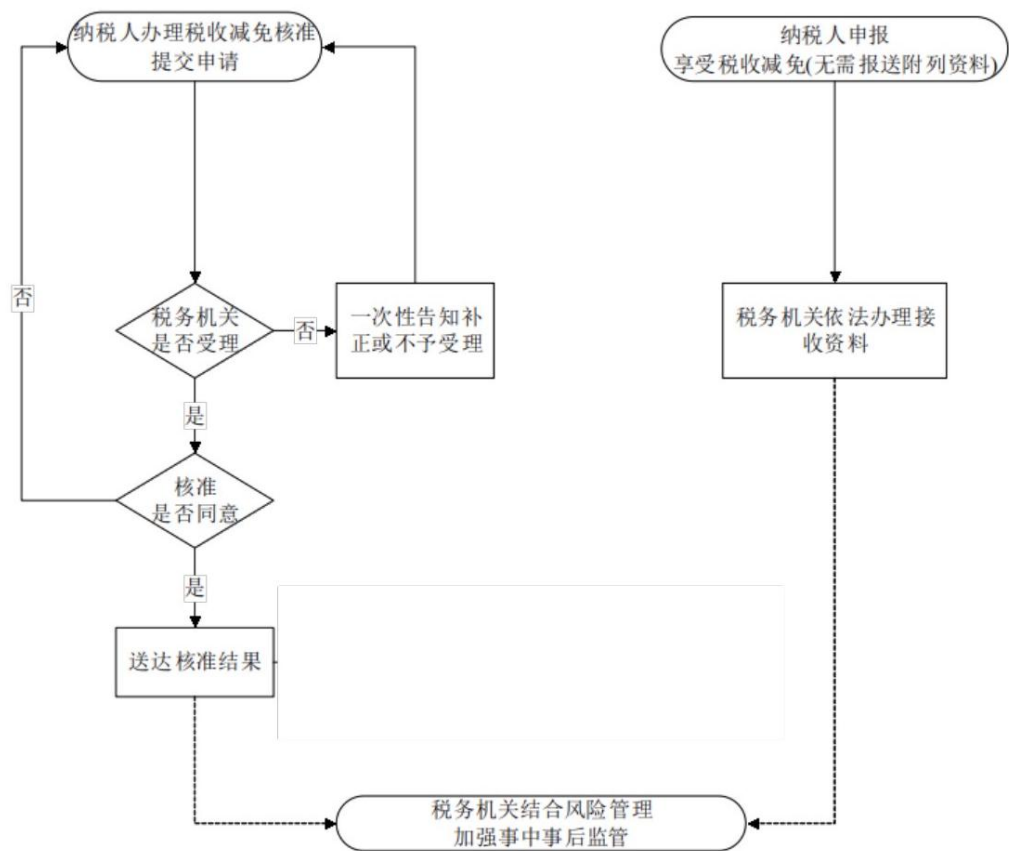 纳税人办理税收减免核准
提交申请
纳税人申报
享受税收减免(无需报送附列资料)
否
税务机关
是否受理
否
一次性告知补
正或不予受理
税务机关依法办理接
收资料
是
核准
是否同意
是
送达核准结果
税务机关结合风险管理
加强事中事后监管